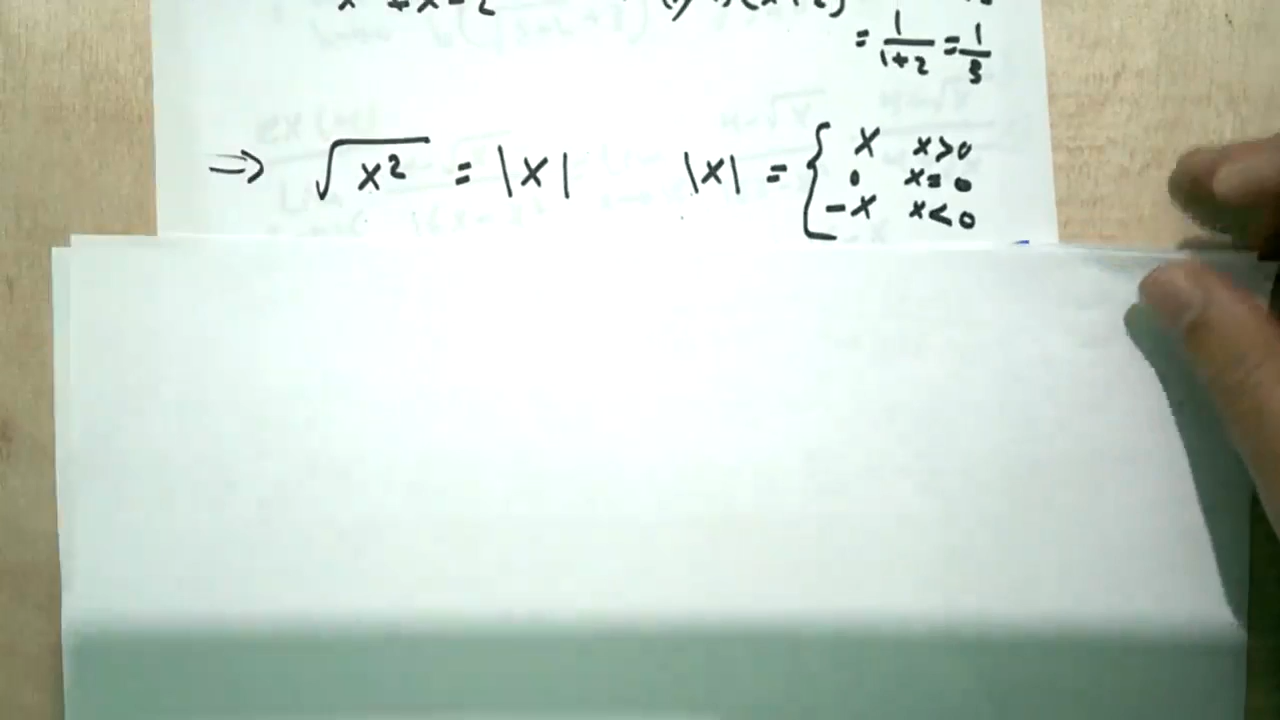 = 1/(1+2) = 1/3
⇒ √x² = |x| |x| = { x x>0
0 x=0
-x x<0